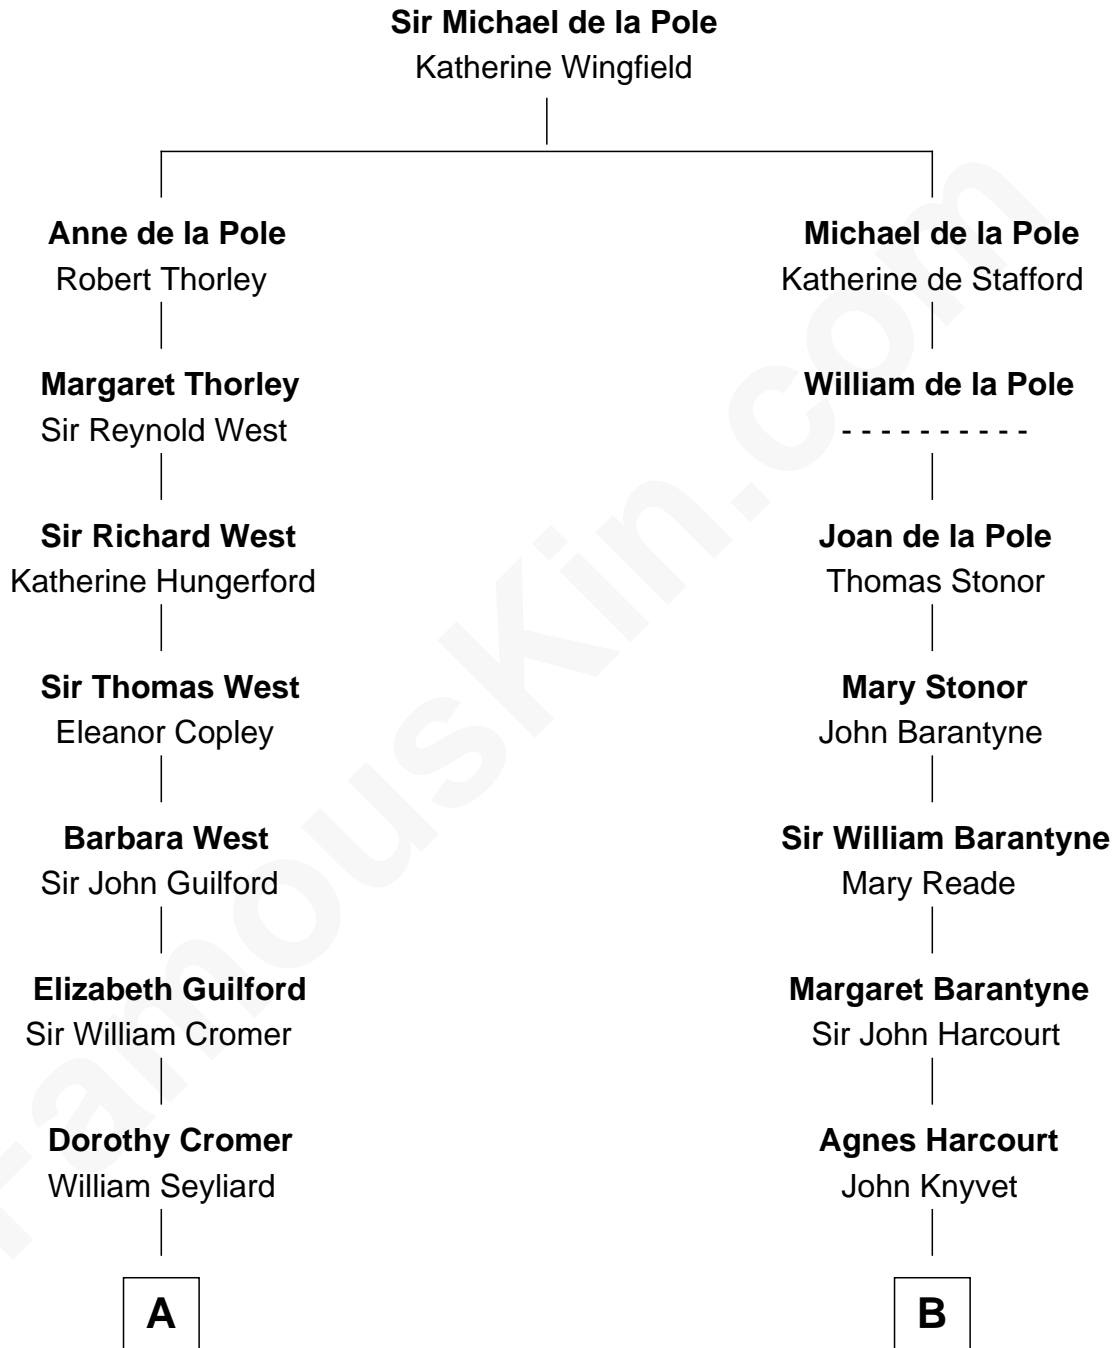 Sir Michael de la Pole
Katherine Wingfield
Anne de la Pole
Robert Thorley
Michael de la Pole
Katherine de Stafford
Margaret Thorley
Sir Reynold West
William de la Pole
- - - - - - - - - -
Sir Richard West
Katherine Hungerford
Joan de la Pole
Thomas Stonor
Sir Thomas West
Eleanor Copley
Mary Stonor
John Barantyne
Barbara West
Sir John Guilford
Sir William Barantyne
Mary Reade
Elizabeth Guilford
Sir William Cromer
Margaret Barantyne
Sir John Harcourt
Dorothy Cromer
William Seyliard
Agnes Harcourt
John Knyvet
A
B
FamousKin.com